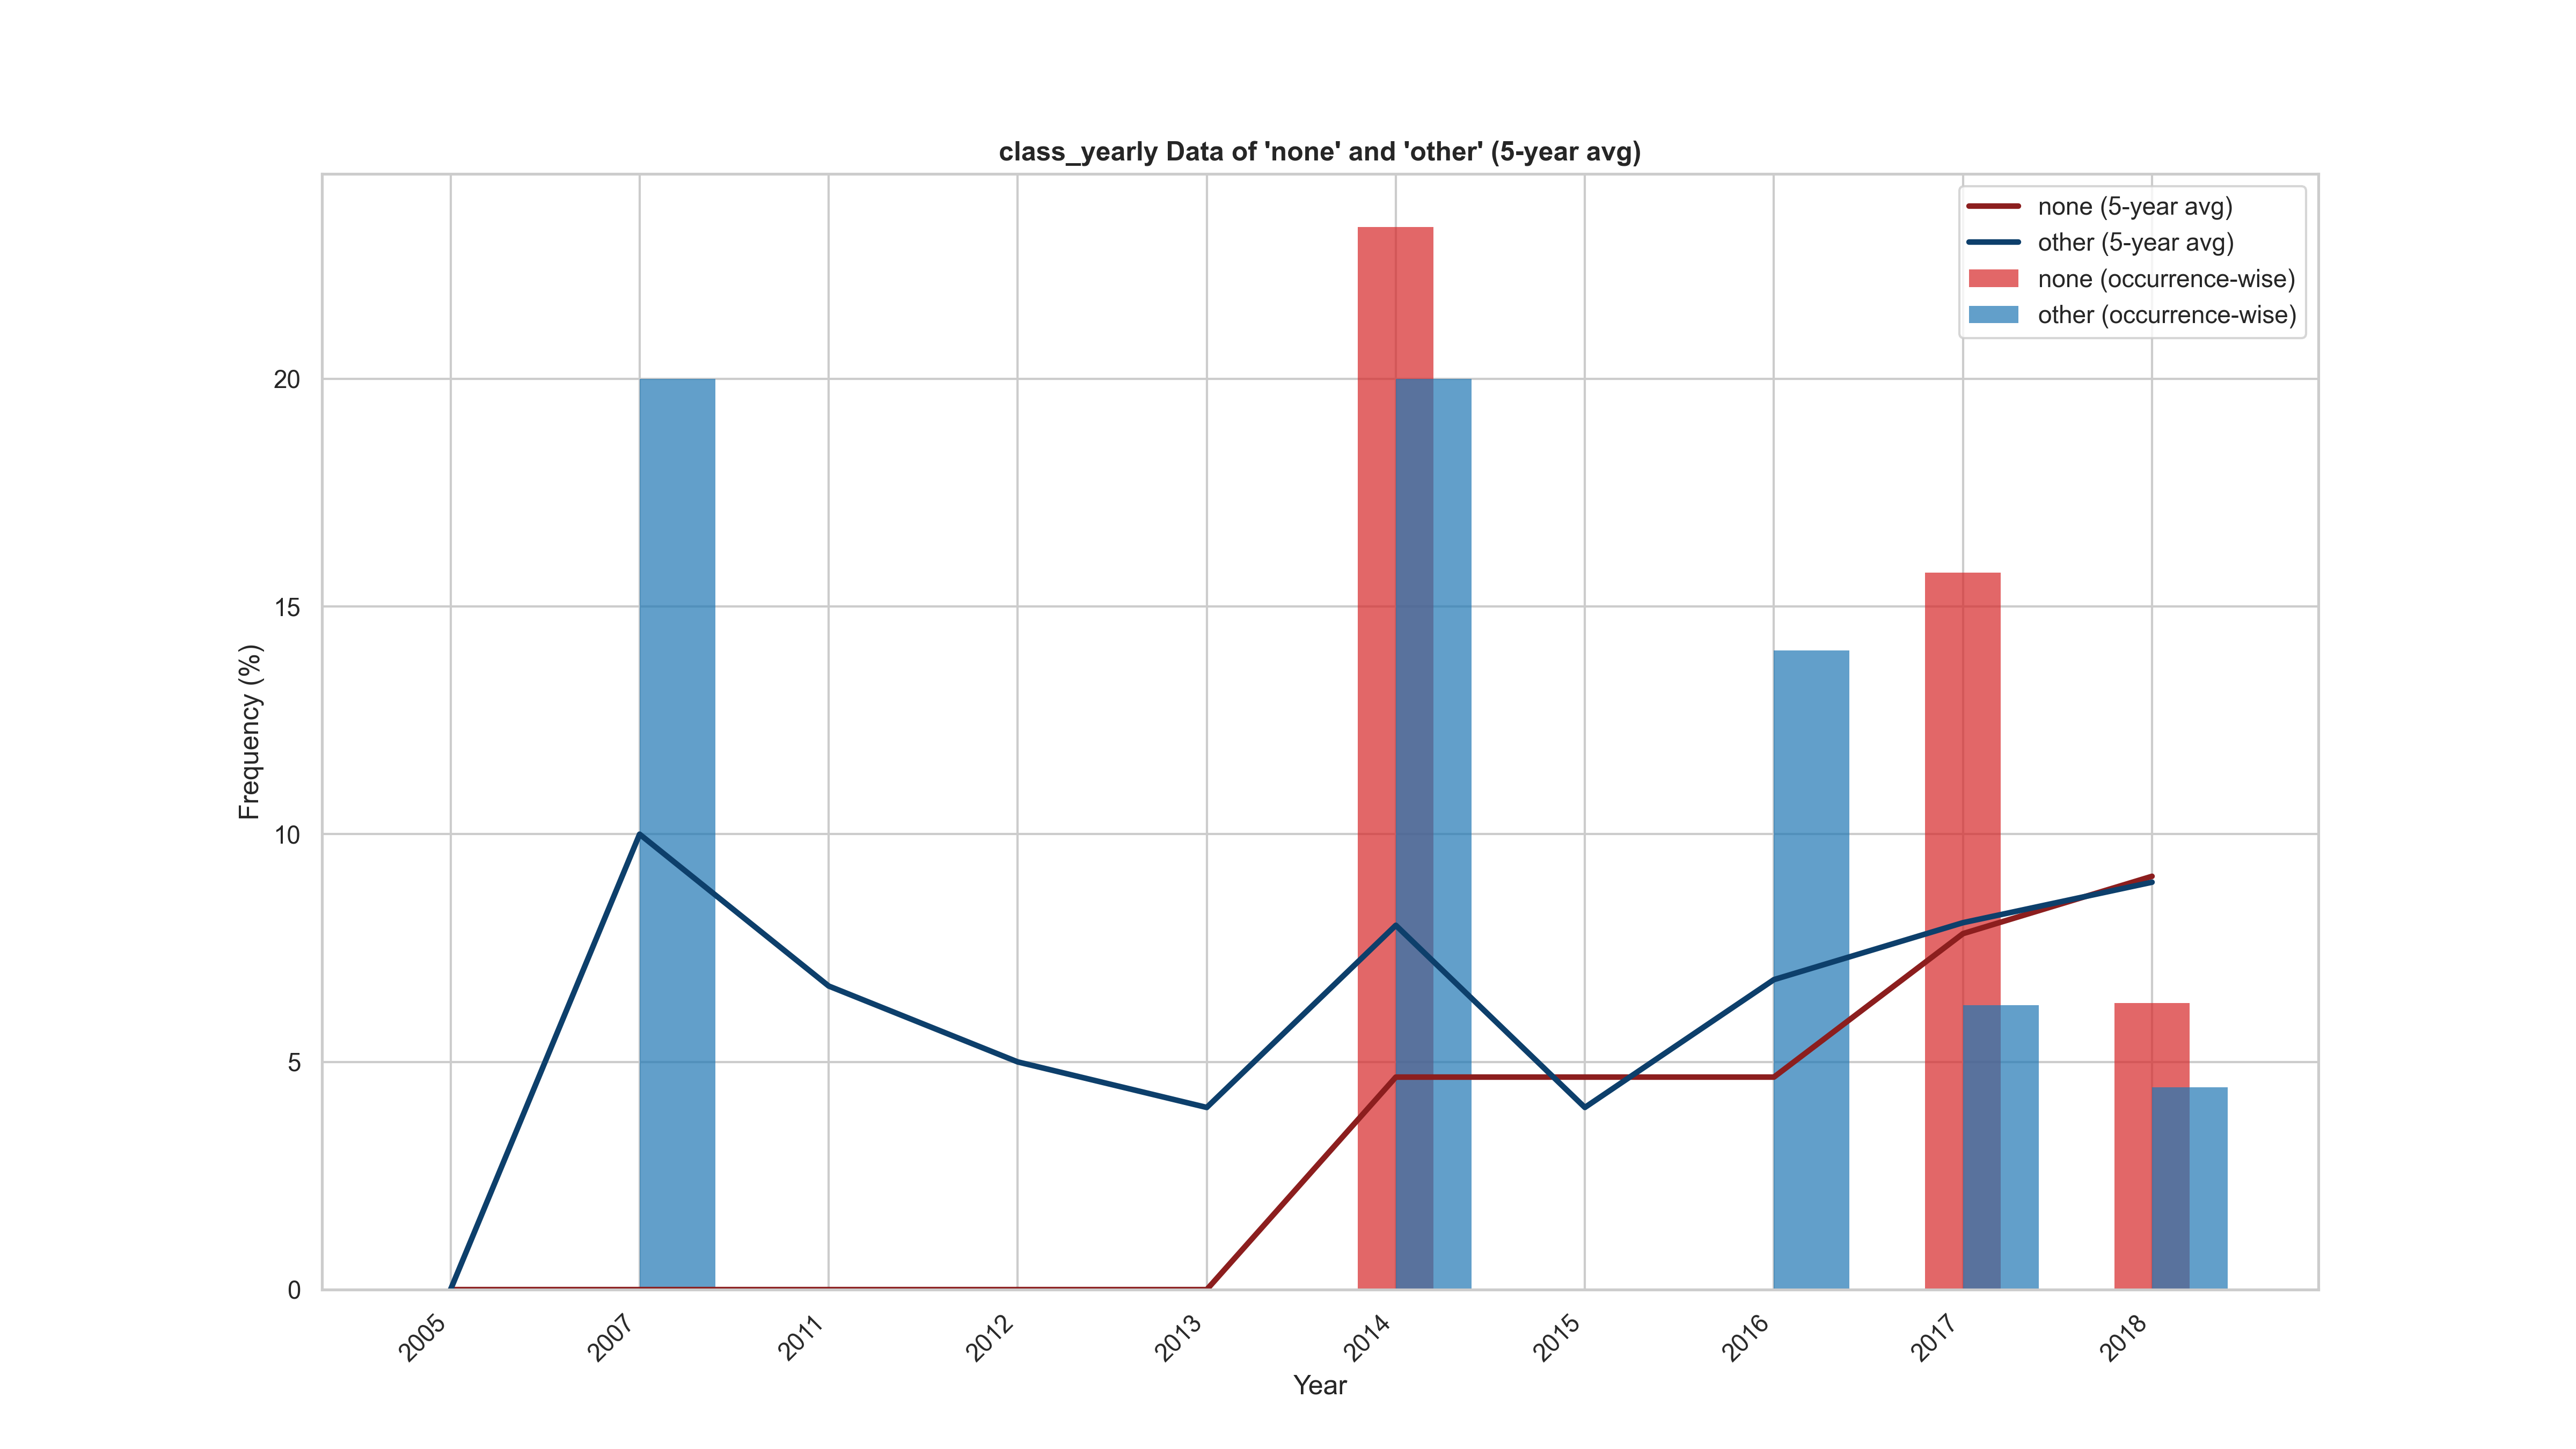 class_yearly Data of 'none' and 'other' (5-year avg)
none (5-year avg)
other (5-year avg)
none (occurrence-wise)
other (occurrence-wise)
Frequency (%)
20
15
10
5
0
2005
2007
2011
2012
2013
2014
2015
2016
2017
2018
Year